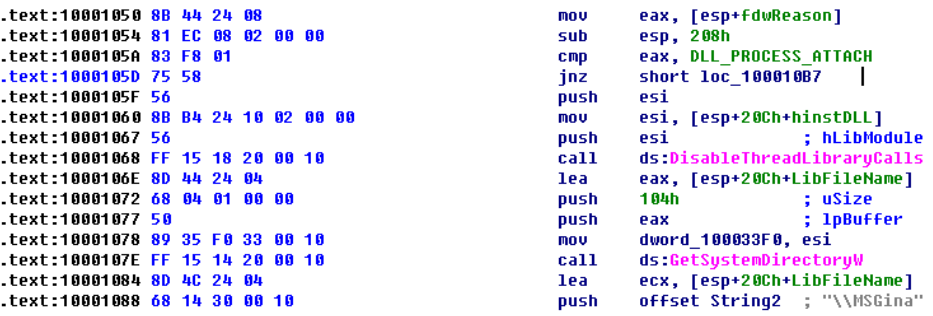 .text:10001050 8B 44 24 08 mov eax, [esp+fdwReason]
.text:10001054 81 EC 08 02 00 00 sub esp, 208h
.text:1000105A 83 F8 01 cmp eax, DLL_PROCESS_ATTACH
.text:1000105D 75 58 jnz short loc_100010B7
.text:1000105F 56 push esi
.text:10001060 8B B4 24 10 02 00 00 mov esi, [esp+20Ch+hinstDLL]
.text:10001067 56 push esi ; hLibModule
.text:10001068 FF 15 18 20 00 10 call ds:DisableThreadLibraryCalls
.text:1000106E 8D 44 24 04 lea eax, [esp+20Ch+LibFileName]
.text:10001072 68 04 01 00 00 push 104h ; uSize
.text:10001077 50 push eax ; lpBuffer
.text:10001078 89 35 F0 33 00 10 mov dword_100033F0, esi
.text:1000107E FF 15 14 20 00 10 call ds:GetSystemDirectoryW
.text:10001084 8D 4C 24 04 lea ecx, [esp+20Ch+LibFileName]
.text:10001088 68 14 30 00 10 push offset String2 ; "\\MSGina"